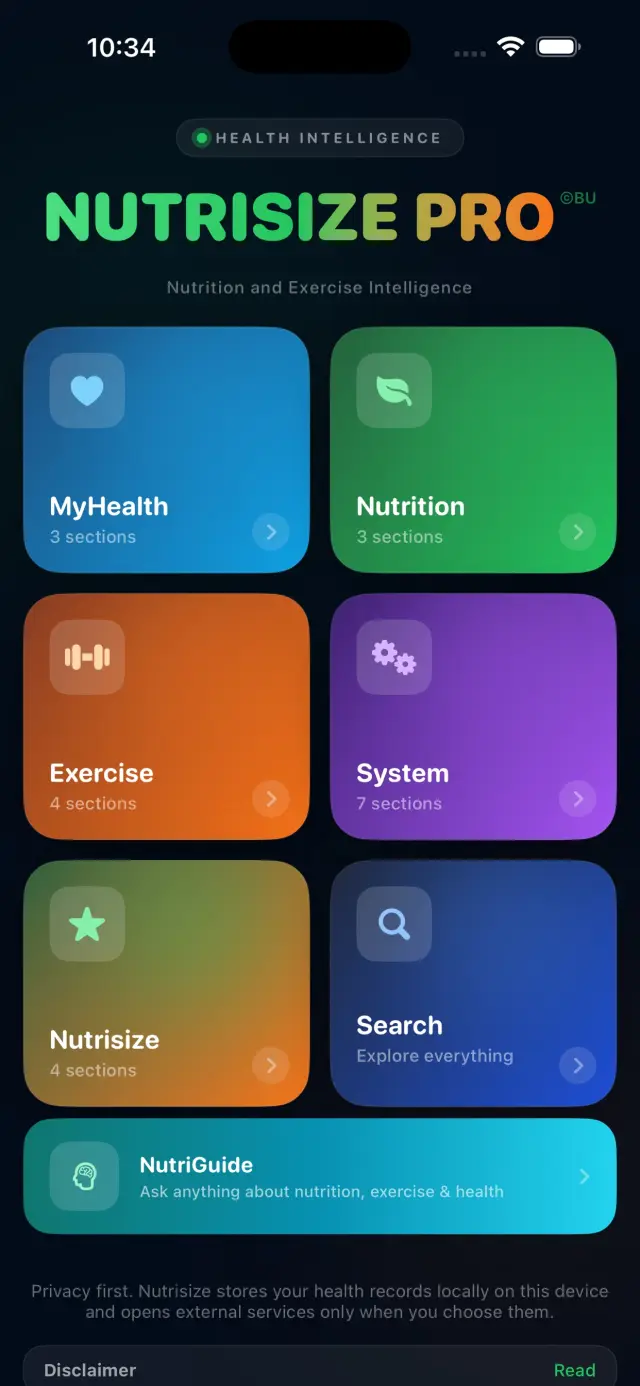 10:34
HEALTH INTELLIGENCE
NUTRISIZE PRO ©BU
Nutrition and Exercise Intelligence
MyHealth
3 sections
Nutrition
3 sections
Exercise
4 sections
System
7 sections
Nutrisize
4 sections
Search
Explore everything
NutriGuide
Ask anything about nutrition, exercise & health
Privacy first. Nutrisize stores your health records locally on this device
and opens external services only when you choose them.
Disclaimer Read